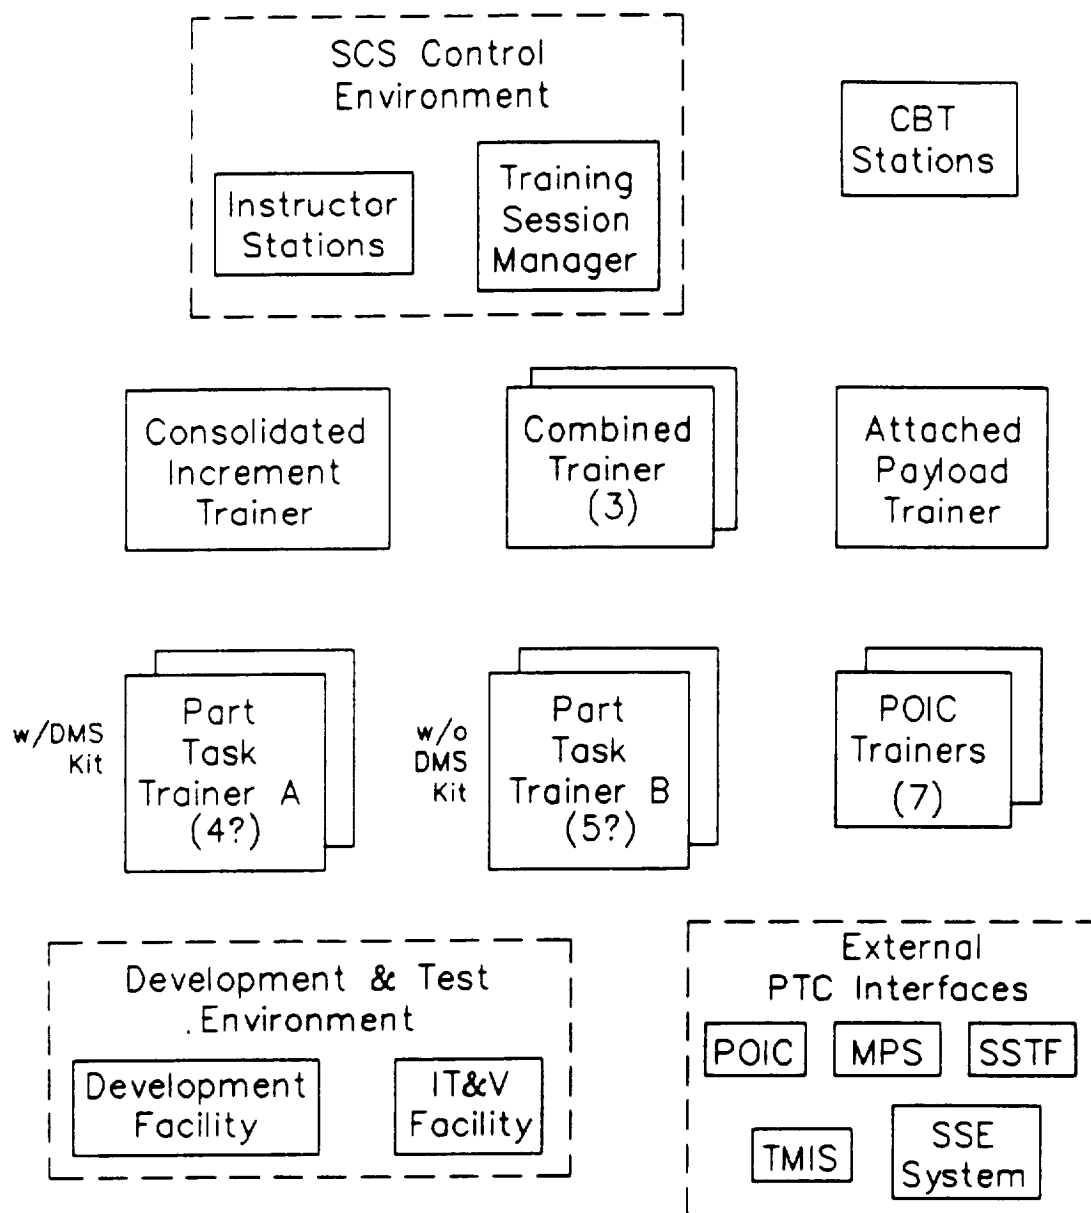 SCS Control
Environment
Instructor
Stations
Training
Session
Manager
CBT
Stations
Consolidated
Increment
Trainer
Combined
Trainer
(3)
Attached
Payload
Trainer
w/DMS
Kit
Part
Task
Trainer A
(4?)
w/o
DMS
Kit
Part
Task
Trainer B
(5?)
POIC
Trainers
(7)
Development & Test
Environment
Development
Facility
IT&V
Facility
External
PTC Interfaces
POIC
MPS
SSTF
TMIS
SSE
System